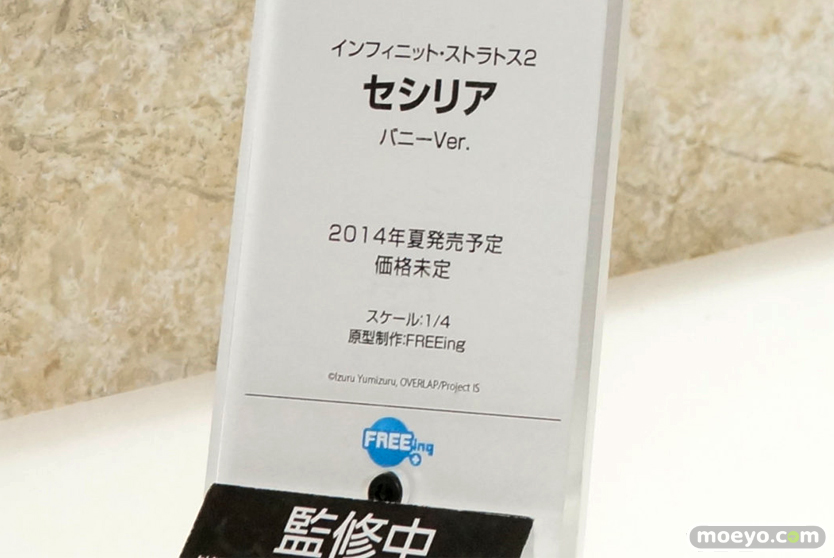 インフィニット・ストラトス2
セシリア
バニーVer.
2014年夏発売予定
価格未定
スケール:1/4
原型制作:FREEing
©Izuru Yumizuru, OVERLAP/Project IS
FREEing
監修中
moeyo.com